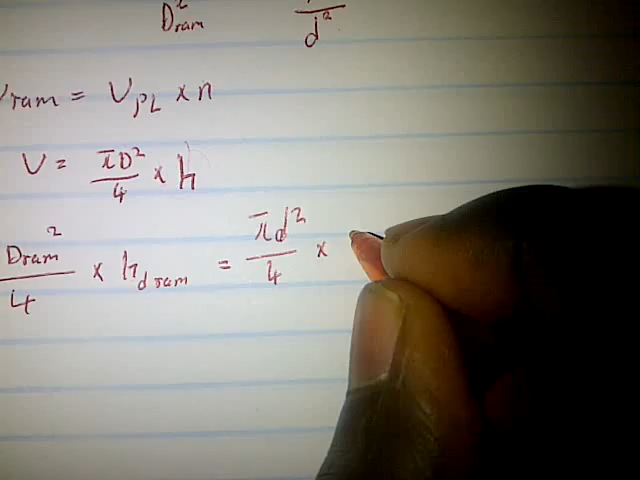 D²ram d²
Vram = VPL × n
V = πD²/4 × h
Dram²/4 × hdram = πd²/4 ×